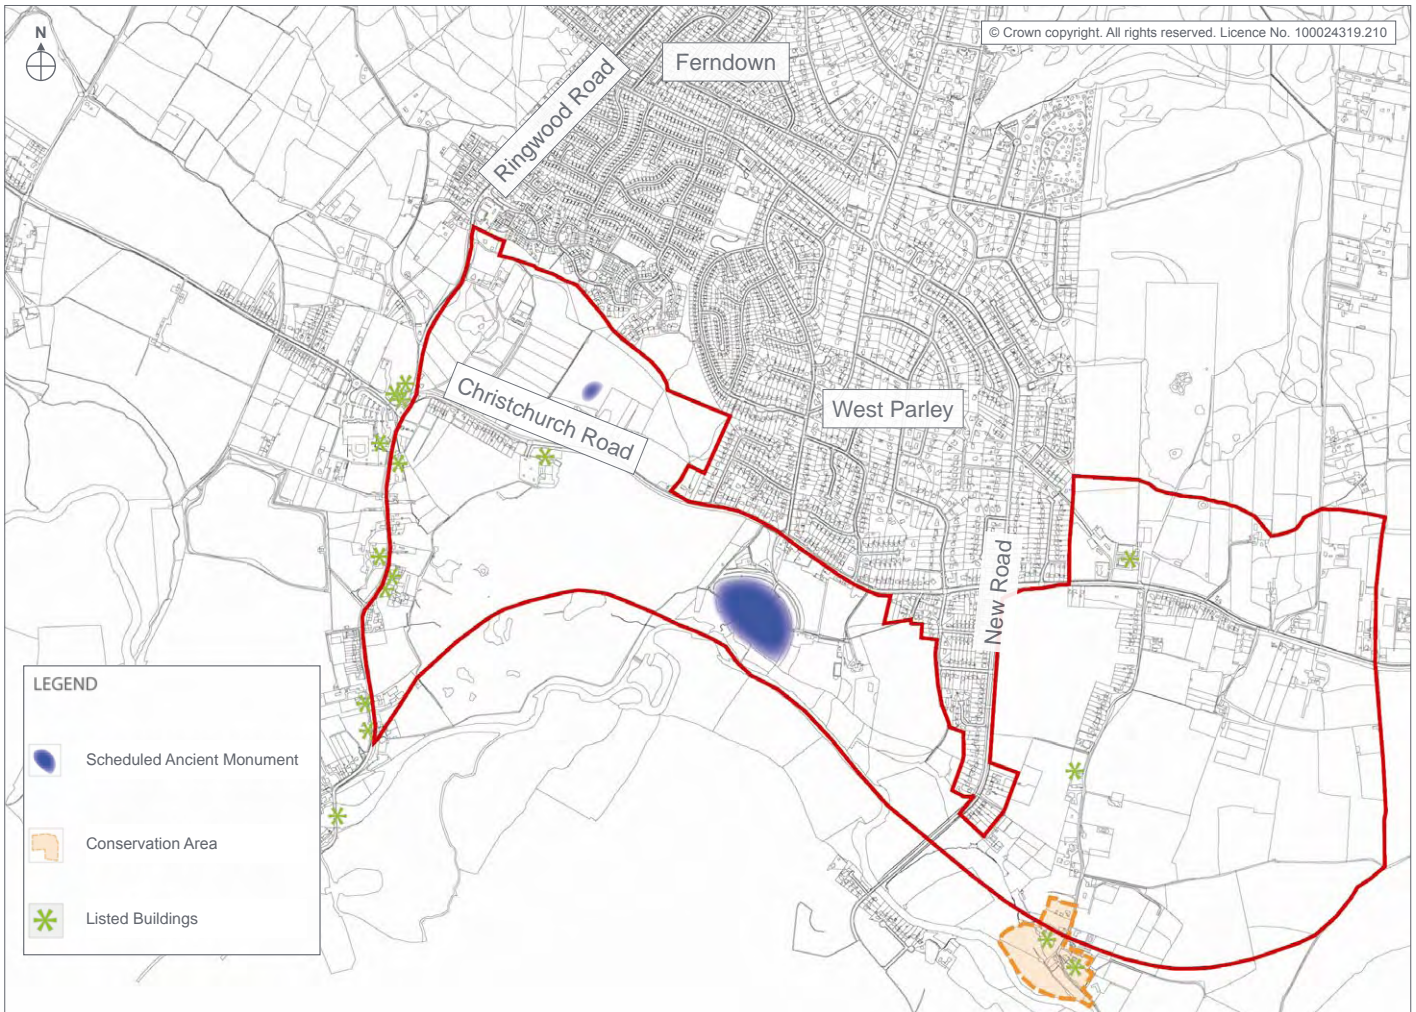 N
© Crown copyright. All rights reserved. Licence No. 100024319.210
Ferndown
Ringwood Road
Christchurch Road
West Parley
New Road
LEGEND
Scheduled Ancient Monument
Conservation Area
Listed Buildings